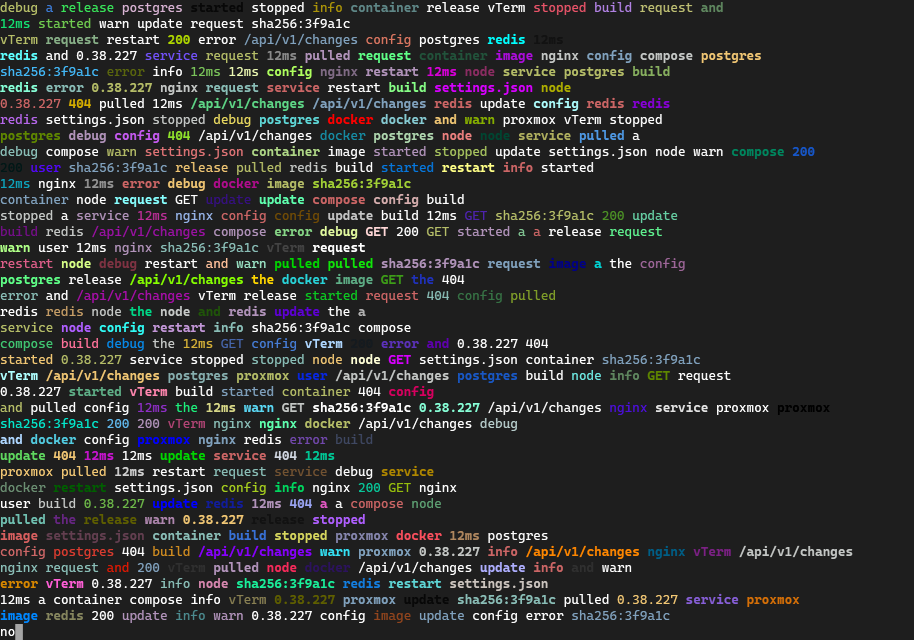 debug a release postgres started stopped info container release vTerm stopped build request and
12ms started warn update request sha256:3f9a1c
vTerm request restart 200 error /api/v1/changes config postgres redis 12ms
redis and 0.38.227 service request 12ms pulled request container image nginx config compose postgres
sha256:3f9a1c error info 12ms 12ms config nginx restart 12ms node service postgres build
redis error 0.38.227 nginx request service restart build settings.json node
0.38.227 404 pulled 12ms /api/v1/changes /api/v1/changes redis update config redis redis
redis settings.json stopped debug postgres docker docker and warn proxmox vTerm stopped
postgres debug config 404 /api/v1/changes docker postgres node node service pulled a
debug compose warn settings.json container image started stopped update settings.json node warn compose 200
200 user sha256:3f9a1c release pulled redis build started restart info started
12ms nginx 12ms error debug docker image sha256:3f9a1c
container node request GET update update compose config build
stopped a service 12ms nginx config config update build 12ms GET sha256:3f9a1c 200 update
build redis /api/v1/changes compose error debug GET 200 GET started a a release request
warn user 12ms nginx sha256:3f9a1c vTerm request
restart node debug restart and warn pulled pulled sha256:3f9a1c request image a the config
postgres release /api/v1/changes the docker image GET the 404
error and /api/v1/changes vTerm release started request 404 config pulled
redis redis node the node and redis update the a
service node config restart info sha256:3f9a1c compose
compose build debug the 12ms GET config vTerm error and 0.38.227 404
started 0.38.227 service stopped stopped node node GET settings.json container sha256:3f9a1c
vTerm /api/v1/changes postgres proxmox user /api/v1/changes postgres build node info GET request
0.38.227 started vTerm build started container 404 config
and pulled config 12ms the 12ms warn GET sha256:3f9a1c 0.38.227 /api/v1/changes nginx service proxmox proxmox
sha256:3f9a1c 200 200 vTerm nginx nginx docker /api/v1/changes debug
and docker config proxmox nginx redis error build
update 404 12ms 12ms update service 404 12ms
proxmox pulled 12ms restart request service debug service
docker restart settings.json config info nginx 200 GET nginx
user build 0.38.227 update redis 12ms 404 a a compose node
pulled the release warn 0.38.227 release stopped
image settings.json container build stopped proxmox docker 12ms postgres
config postgres 404 build /api/v1/changes warn proxmox 0.38.227 info /api/v1/changes nginx vTerm /api/v1/changes
nginx request and 200 vTerm pulled node docker /api/v1/changes update info and warn
error vTerm 0.38.227 info node sha256:3f9a1c redis restart settings.json
12ms a container compose info vTerm 0.38.227 proxmox update sha256:3f9a1c pulled 0.38.227 service proxmox
image redis 200 update info warn 0.38.227 config image update config error sha256:3f9a1c
no